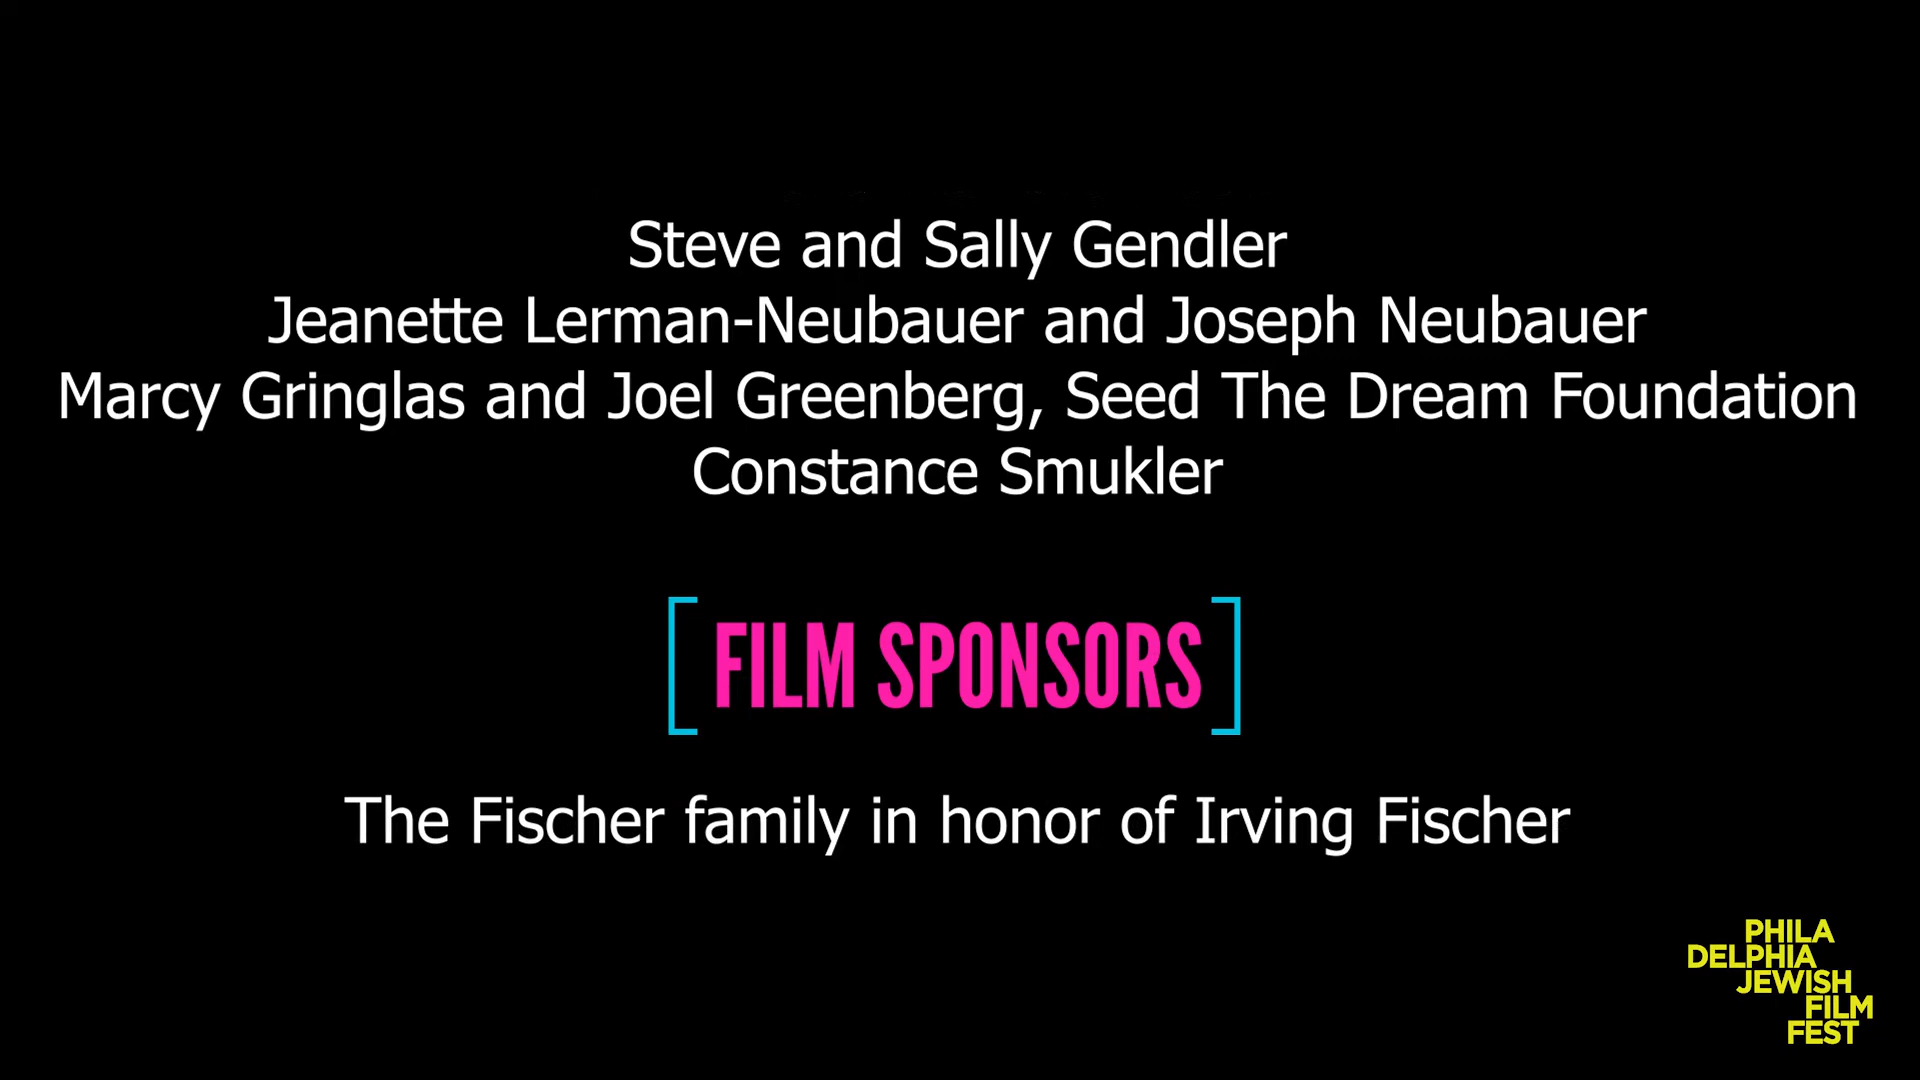 Steve and Sally Gendler
Jeanette Lerman-Neubauer and Joseph Neubauer
Marcy Gringlas and Joel Greenberg, Seed The Dream Foundation
Constance Smukler
[FILM SPONSORS]
The Fischer family in honor of Irving Fischer
PHILA
DELPHIA
JEWISH
FILM
FEST